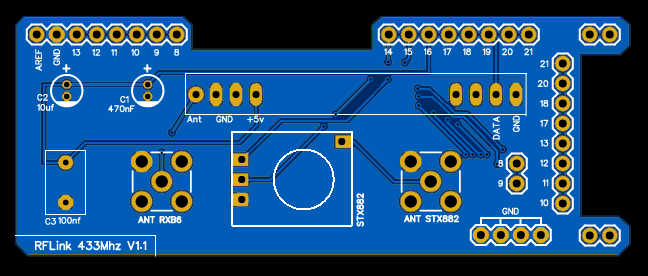 AREF GND 13 12 11 10 9 8
14 15 16 17 18 19 20 21
+ +
C2 10uf
C1 470nF
Ant GND +5v
DATA GND
21
20
18
17
13
12
11
10
8
9
STX882
C3 100nf
ANT RXB6
ANT STX882
GND
RFLink 433Mhz V1.1